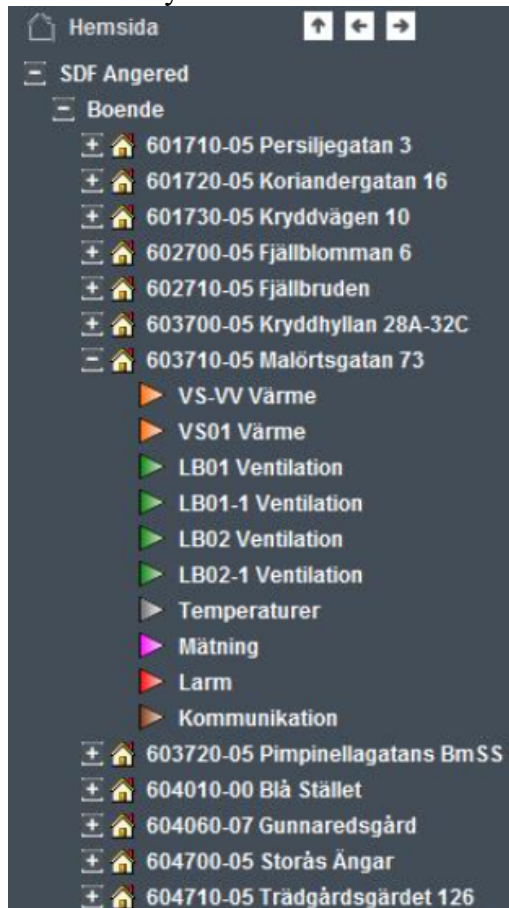 Hemsida
SDF Angered
Boende
601710-05 Persiljegatan 3
601720-05 Koriandergatan 16
601730-05 Kryddvägen 10
602700-05 Fjällblomman 6
602710-05 Fjällbruden
603700-05 Kryddhyllan 28A-32C
603710-05 Malörtsgatan 73
VS-VV Värme
VS01 Värme
LB01 Ventilation
LB01-1 Ventilation
LB02 Ventilation
LB02-1 Ventilation
Temperaturer
Mätning
Larm
Kommunikation
603720-05 Pimpinellagatans BmSS
604010-00 Blå Stället
604060-07 Gunnaredsgård
604700-05 Storås Ängar
604710-05 Trädgårdsgärdet 126